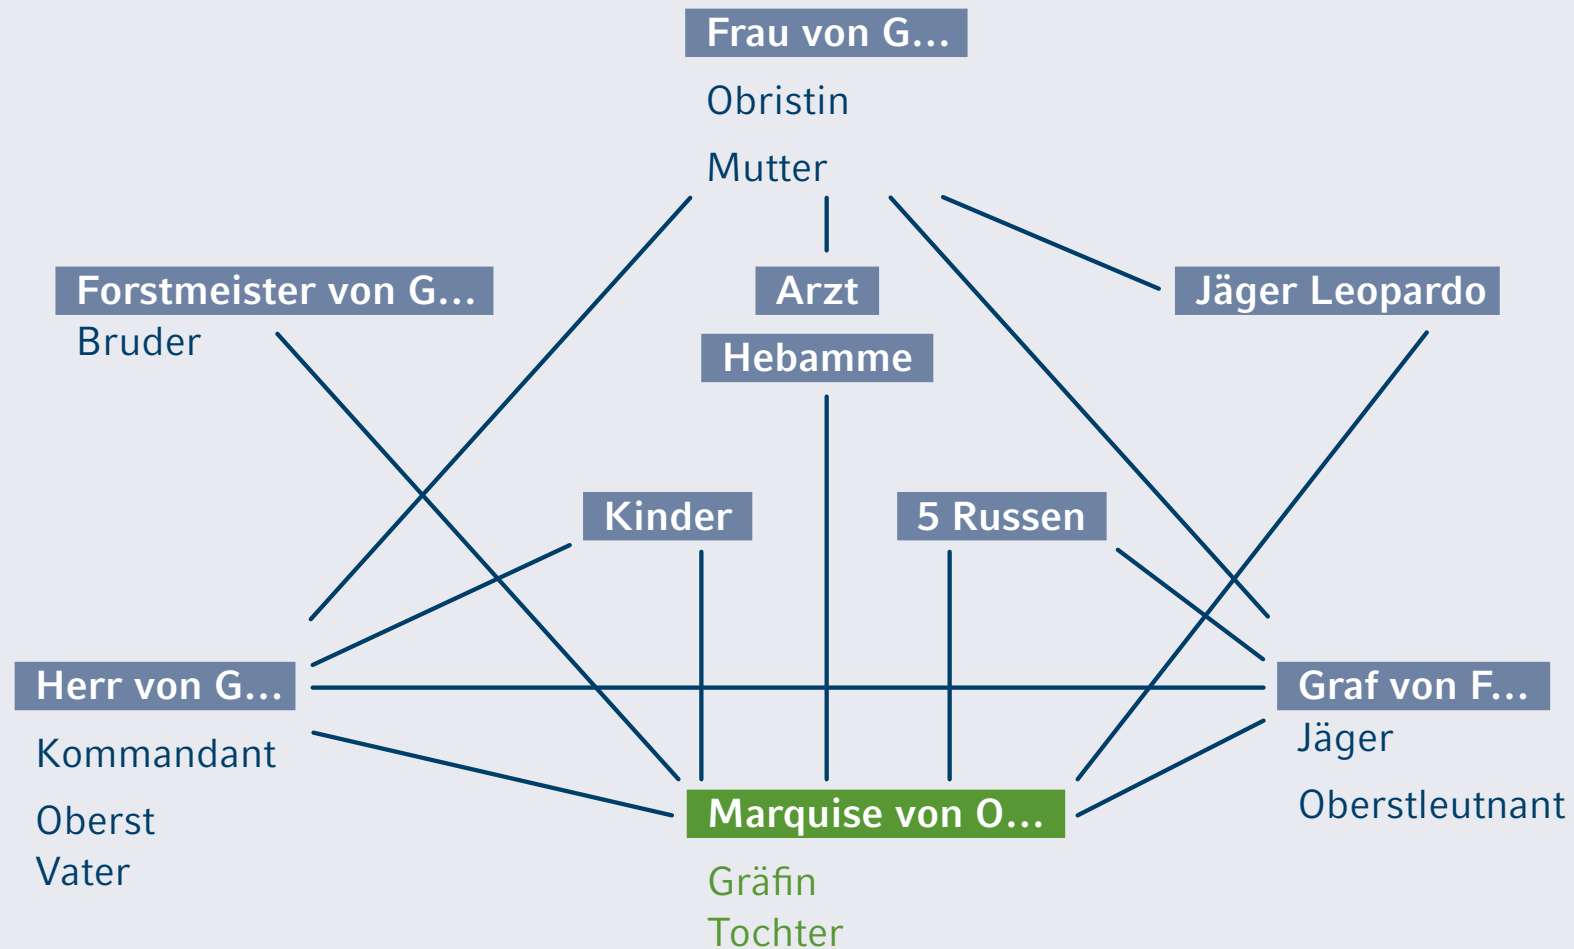 Frau von G...
Obristin
Mutter
Forstmeister von G...
Bruder
Arzt
Hebamme
Jäger Leopardo
Kinder
5 Russen
Herr von G...
Kommandant
Oberst
Vater
Graf von F...
Jäger
Oberstleutnant
Marquise von O...
Gräfin
Tochter